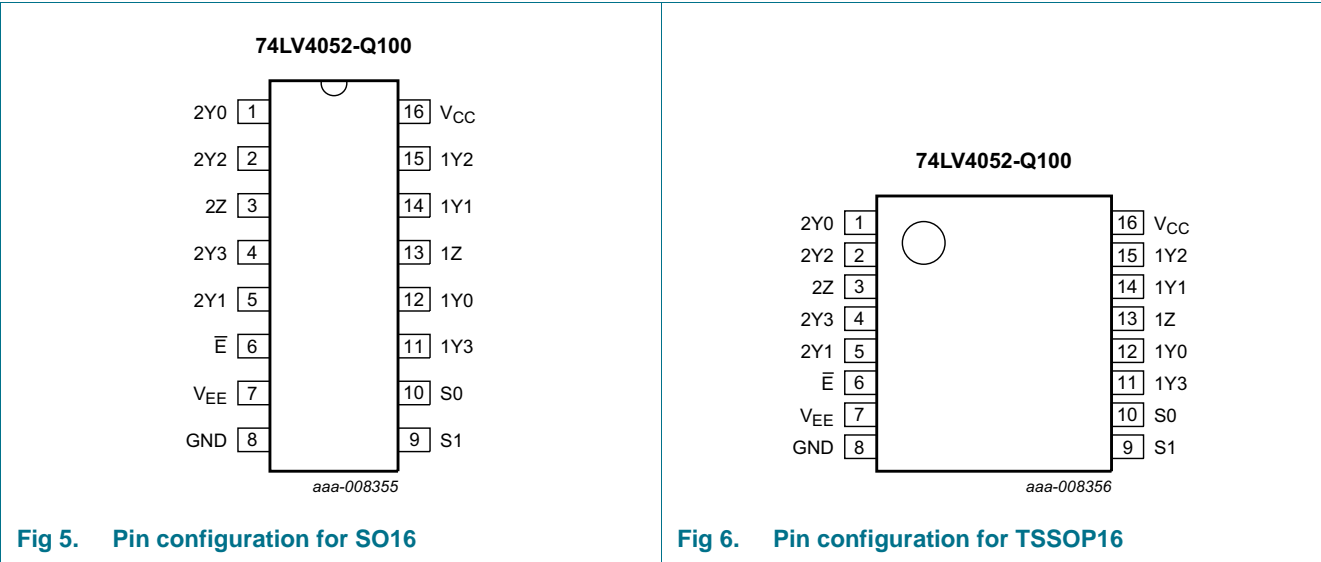 74LV4052-Q100
2Y0 1 16 VCC
2Y2 2 15 1Y2
2Z 3 14 1Y1
2Y3 4 13 1Z
2Y1 5 12 1Y0
E̅ 6 11 1Y3
VEE 7 10 S0
GND 8 9 S1
aaa-008355
Fig 5. Pin configuration for SO16
74LV4052-Q100
2Y0 1 16 VCC
2Y2 2 15 1Y2
2Z 3 14 1Y1
2Y3 4 13 1Z
2Y1 5 12 1Y0
E̅ 6 11 1Y3
VEE 7 10 S0
GND 8 9 S1
aaa-008356
Fig 6. Pin configuration for TSSOP16